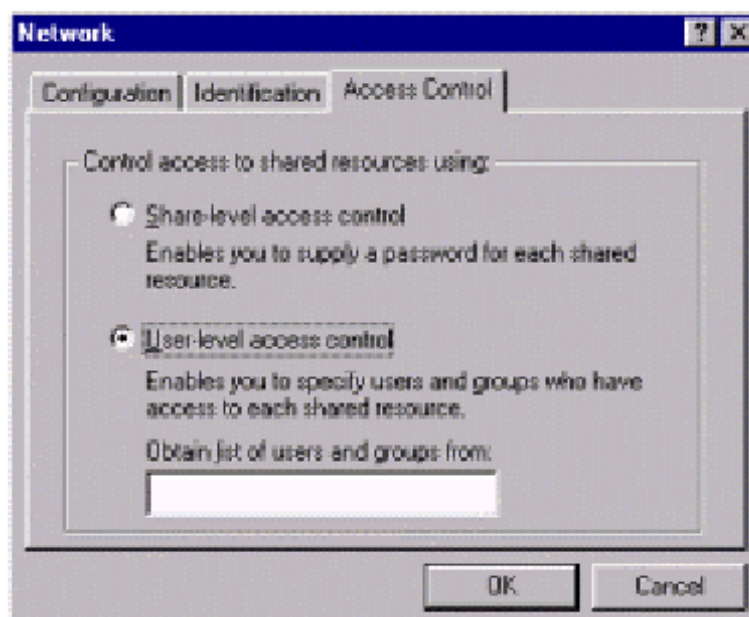 Network
Configuration Identification Access Control
Control access to shared resources using:
Share-level access control
Enables you to supply a password for each shared
resource.
User-level access control
Enables you to specify users and groups who have
access to each shared resource.
Obtain list of users and groups from:
OK Cancel